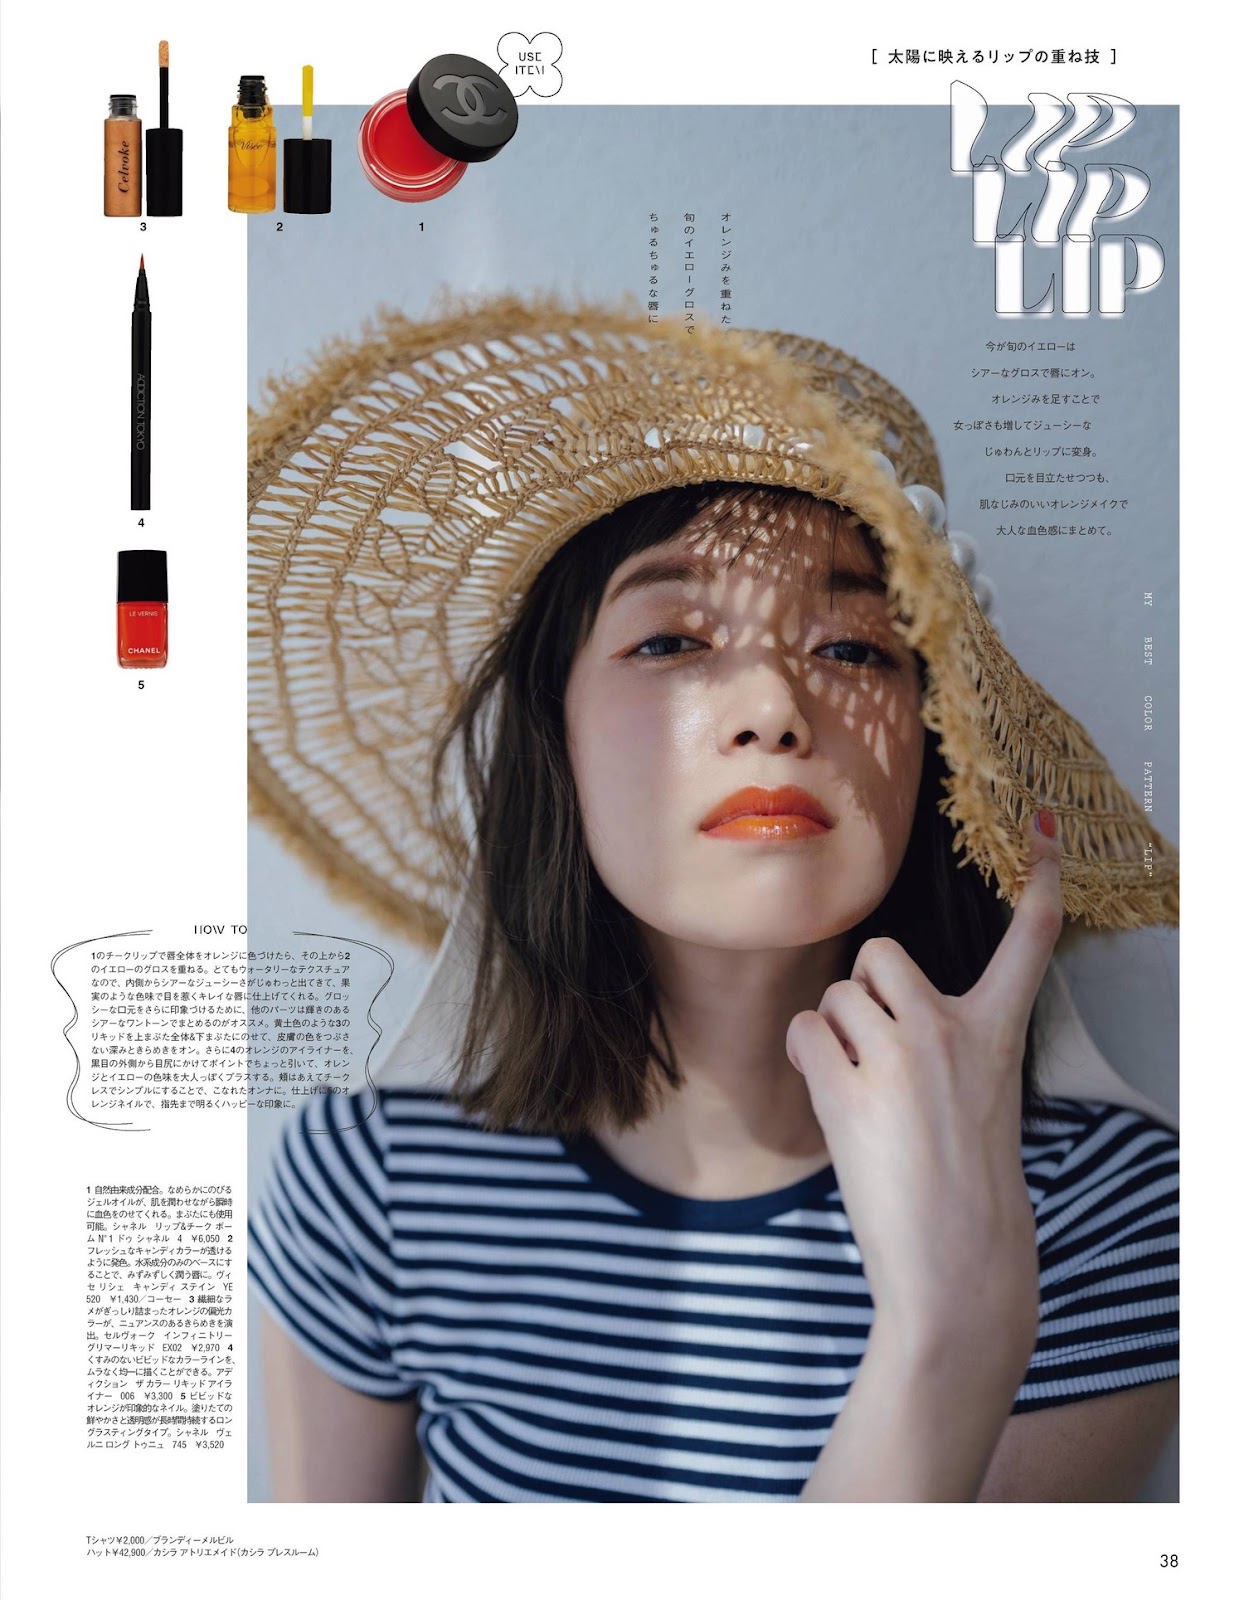 [ 太陽に映えるリップの重ね技 ]
LIP
LIP
LIP
USE
ITEM
Celvoke
Visée
3
2
1
オレンジみを重ねた
旬のイエローグロスで
ちゅるちゅるな唇に
今が旬のイエローは
シアーなグロスで唇にオン。
オレンジみを足すことで
女っぽさも増してジューシーな
じゅわんとリップに変身。
口元を目立たせつつも、
肌なじみのいいオレンジメイクで
大人な血色感にまとめて。
ADDICTION TOKYO
4
LE VERNIS
CHANEL
5
MY BEST COLOR PATTERN "LIP"
HOW TO
1のチークリップで唇全体をオレンジに色づけたら、その上から2
のイエローのグロスを重ねる。とてもウォータリーなテクスチュア
なので、内側からシアーなジューシーさがじゅわっと出てきて、果
実のような色味で目を惹くキレイな唇に仕上げてくれる。グロッ
シーな口元をさらに印象づけるために、他のパーツは輝きのある
シアーなワントーンでまとめるのがオススメ。黄土色のような3の
リキッドを上まぶた全体&下まぶたにのせて、皮膚の色をつぶさ
ない深みときらめきをオン。さらに4のオレンジのアイライナーを、
黒目の外側から目尻にかけてポイントでちょっと引いて、オレン
ジとイエローの色味を大人っぽくプラスする。頬はあえてチーク
レスでシンプルにすることで、こなれたオンナに。仕上げに5のオ
レンジネイルで、指先まで明るくハッピーな印象に。
1 自然由来成分配合。なめらかにのびる
ジェルオイルが、肌を潤わせながら瞬時
に血色をのせてくれる。まぶたにも使用
可能。シャネル リップ&チーク ボー
ム N°1 ドゥ シャネル 4 ¥6,050 2
フレッシュなキャンディカラーが透ける
ように発色。水系成分のみのベースにす
ることで、みずみずしく潤う唇に。ヴィ
セ リシェ キャンディ ステイン YE
520 ¥1,430／コーセー 3 繊細なラ
メがぎっしり詰まったオレンジの偏光カ
ラーが、ニュアンスのあるきらめきを演
出。セルヴォーク インフィニトリー
グリマーリキッド EX02 ¥2,970 4
くすみのないビビッドなカラーラインを、
ムラなく均一に描くことができる。アデ
ィクション ザ カラー リキッド アイラ
イナー 006 ¥3,300 5 ビビッドな
オレンジが印象的なネイル。塗りたての
鮮やかさと透明感が長時間持続するロン
グラスティングタイプ。シャネル ヴェ
ルニ ロング トゥニュ 745 ¥3,520
Tシャツ¥2,000／ブランディーメルビル
ハット¥42,900／カシラ アトリエメイド(カシラ プレスルーム)
38